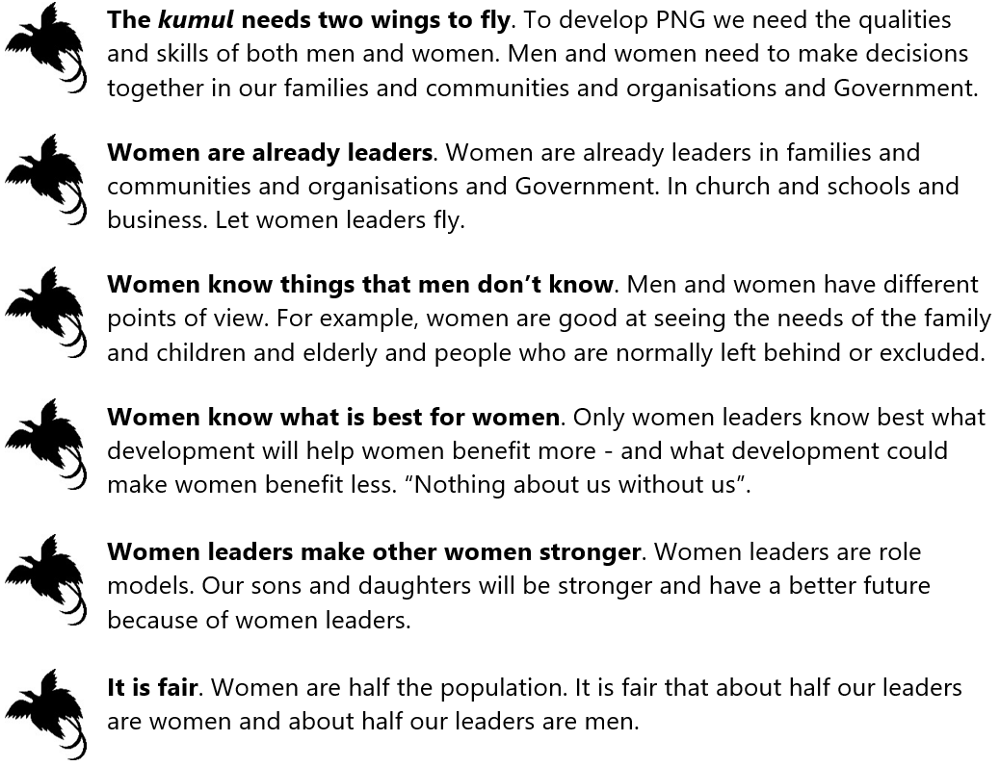 The kumul needs two wings to fly. To develop PNG we need the qualities
and skills of both men and women. Men and women need to make decisions
together in our families and communities and organisations and Government.
Women are already leaders. Women are already leaders in families and
communities and organisations and Government. In church and schools and
business. Let women leaders fly.
Women know things that men don’t know. Men and women have different
points of view. For example, women are good at seeing the needs of the family
and children and elderly and people who are normally left behind or excluded.
Women know what is best for women. Only women leaders know best what
development will help women benefit more - and what development could
make women benefit less. “Nothing about us without us”.
Women leaders make other women stronger. Women leaders are role
models. Our sons and daughters will be stronger and have a better future
because of women leaders.
It is fair. Women are half the population. It is fair that about half our leaders
are women and about half our leaders are men.